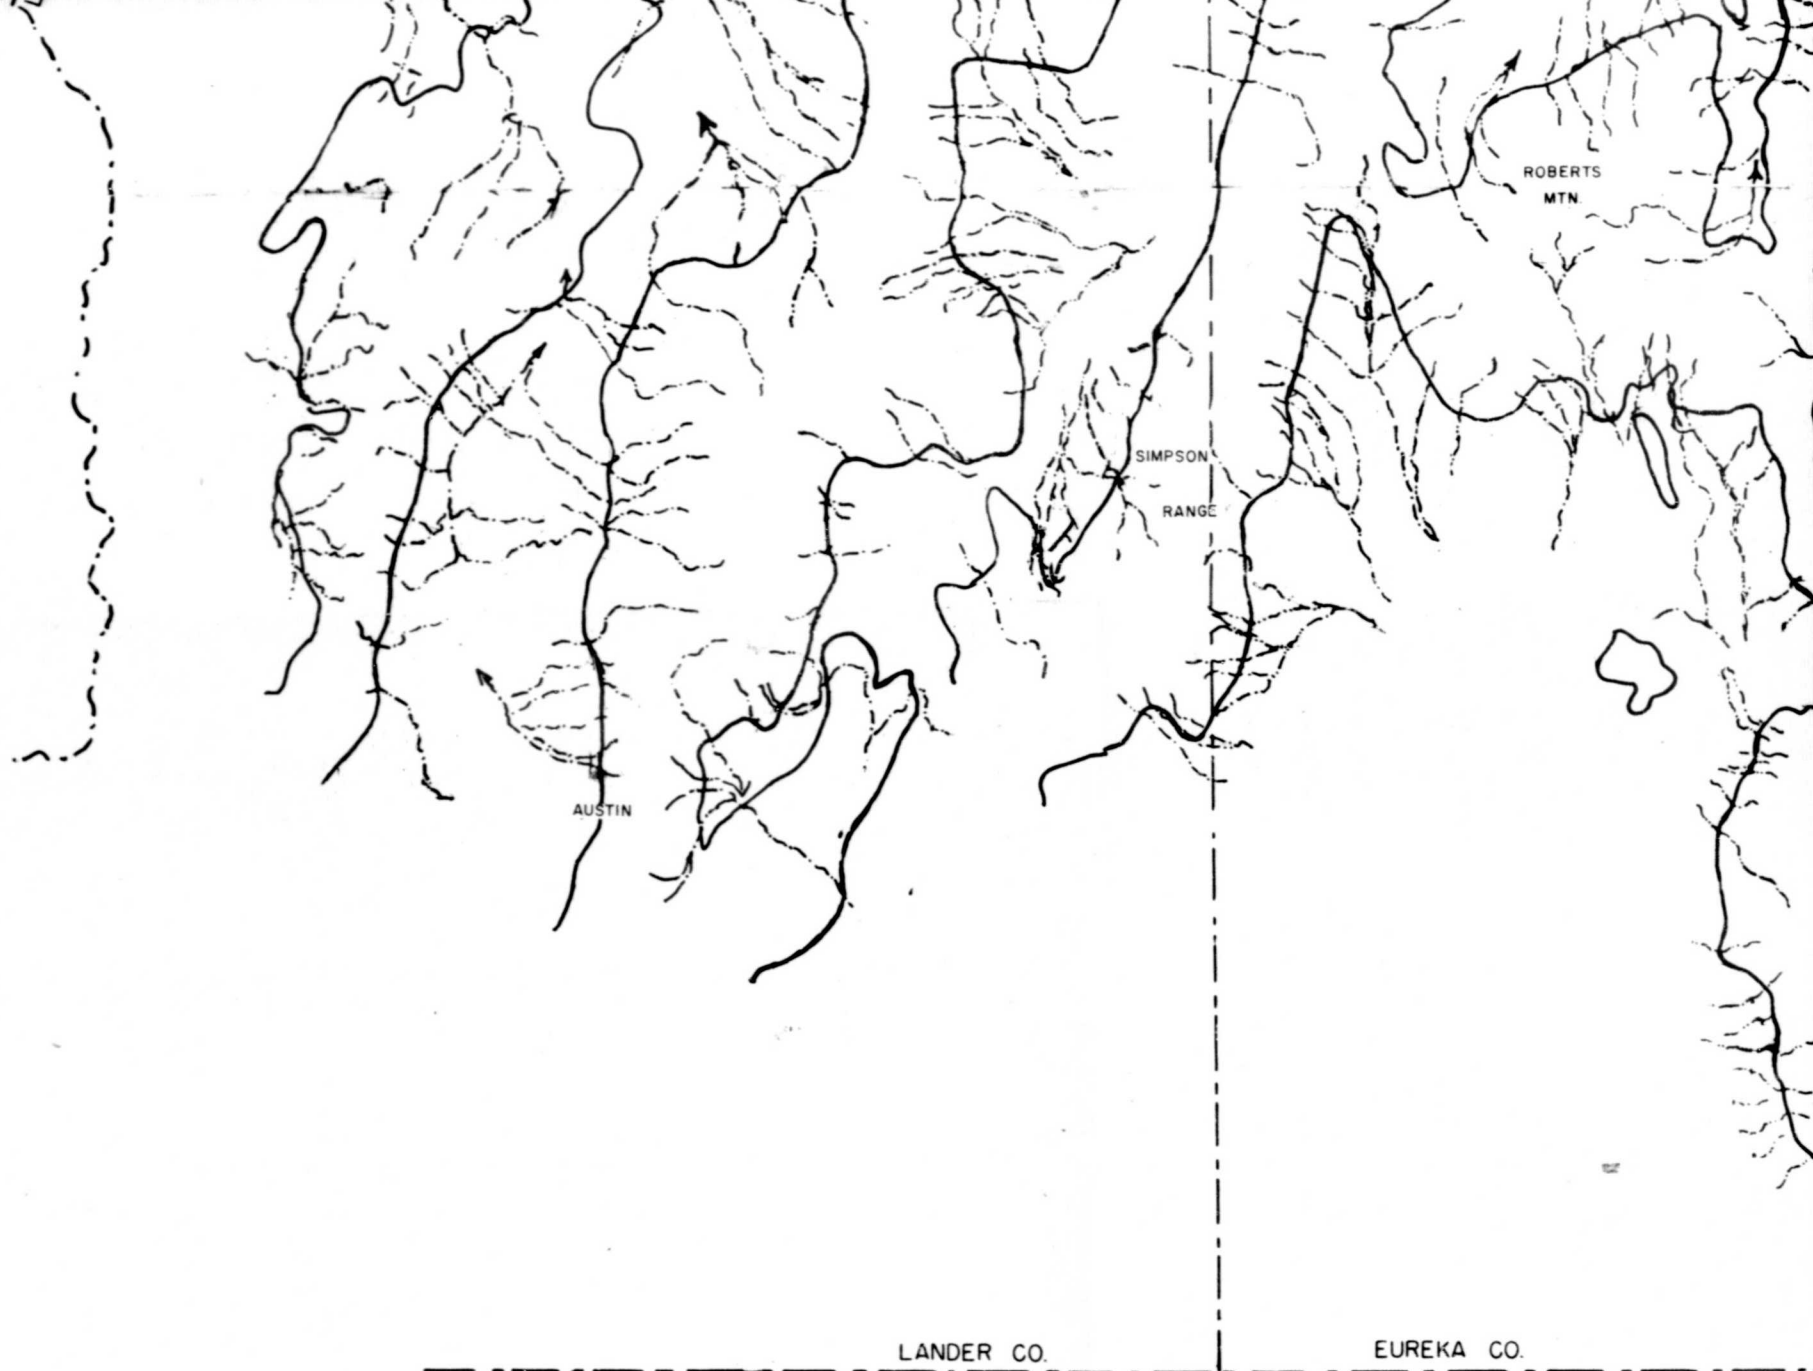 ROBERTS
MTN.
SIMPSON
RANGE
AUSTIN
LANDER CO.
EUREKA CO.